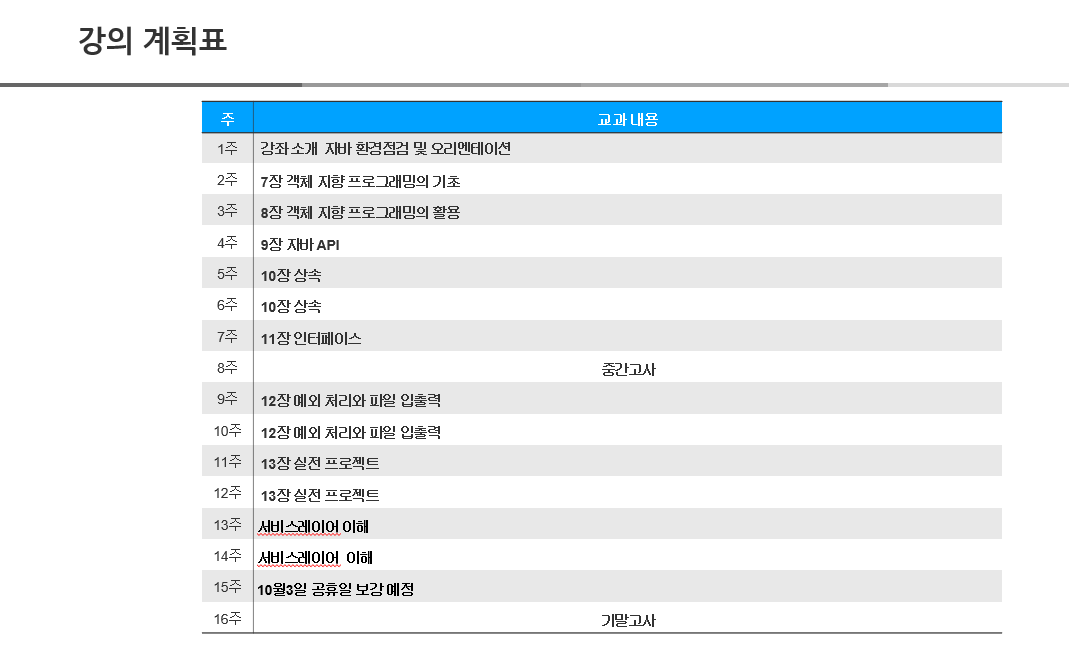 강의 계획표
주 교과 내용
1주 강좌 소개 자바 환경점검 및 오리엔테이션
2주 7장 객체 지향 프로그래밍의 기초
3주 8장 객체 지향 프로그래밍의 활용
4주 9장 자바 API
5주 10장 상속
6주 10장 상속
7주 11장 인터페이스
8주 중간고사
9주 12장 예외 처리와 파일 입출력
10주 12장 예외 처리와 파일 입출력
11주 13장 실전 프로젝트
12주 13장 실전 프로젝트
13주 서비스레이어 이해
14주 서비스레이어 이해
15주 10월3일 공휴일 보강 예정
16주 기말고사